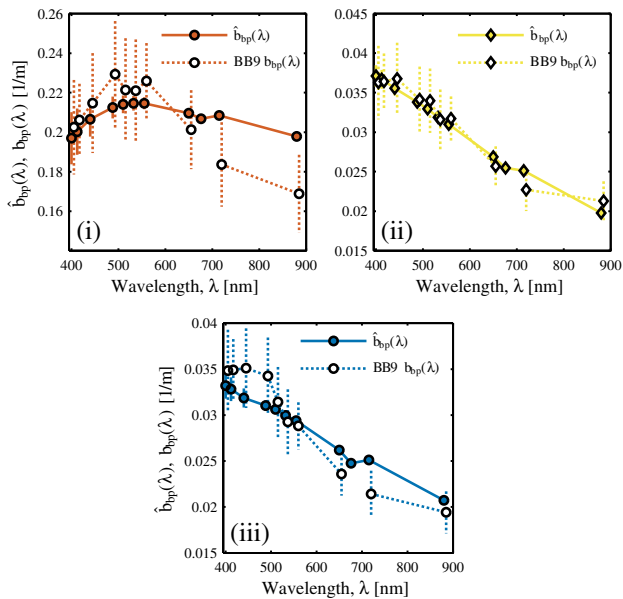 0.26
0.24
0.22
0.2
0.18
0.16
400 500 600 700 800 900
Wavelength, λ [nm]
b̂bp(λ), bbp(λ) [1/m]
b̂bp(λ)
BB9 bbp(λ)
(i)
0.045
0.04
0.035
0.03
0.025
0.02
0.015
400 500 600 700 800 900
Wavelength, λ [nm]
b̂bp(λ)
BB9 bbp(λ)
(ii)
0.04
0.035
0.03
0.025
0.02
0.015
400 500 600 700 800 900
Wavelength, λ [nm]
b̂bp(λ), bbp(λ) [1/m]
b̂bp(λ)
BB9 bbp(λ)
(iii)